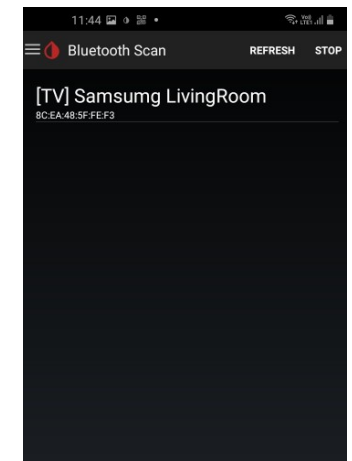 11:44
Bluetooth Scan REFRESH STOP
[TV] Samsumg LivingRoom
8C:EA:48:5F:FE:F3